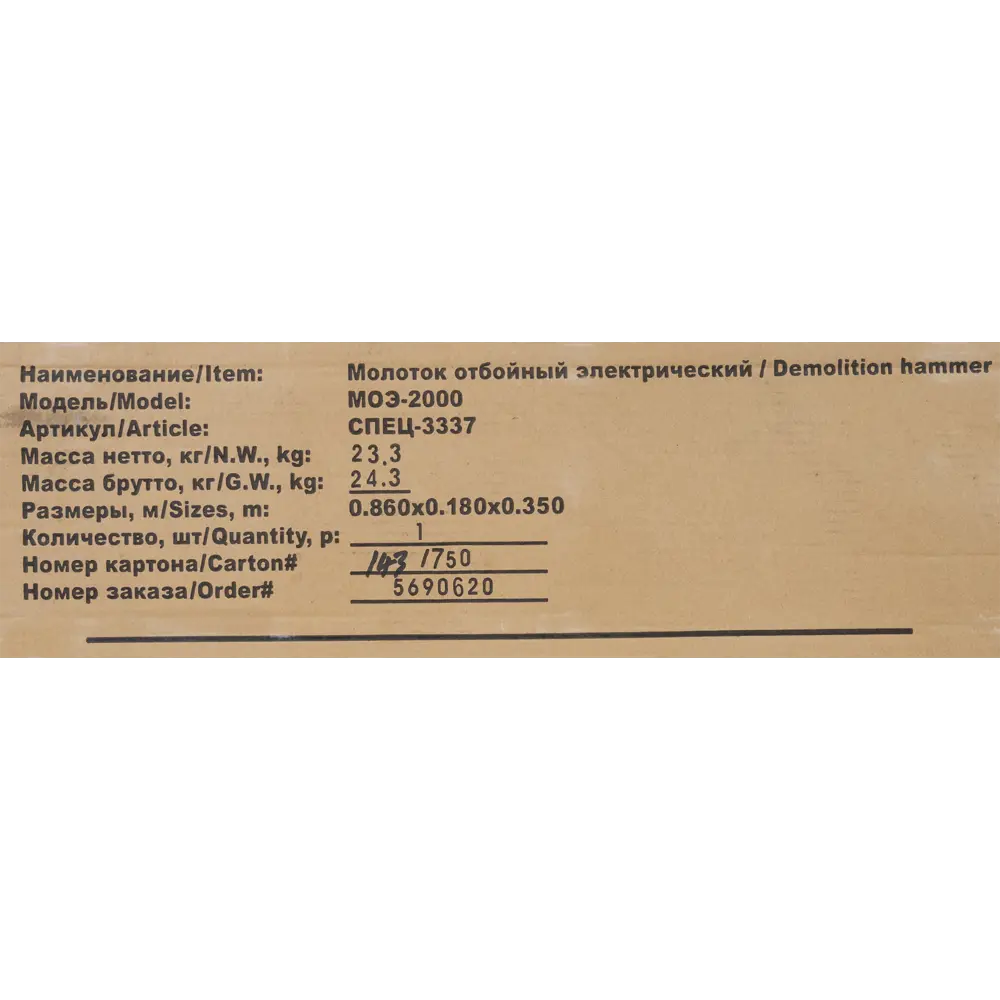 Наименование/Item: Молоток отбойный электрический / Demolition hammer
Модель/Model: МОЭ-2000
Артикул/Article: СПЕЦ-3337
Масса нетто, кг/N.W., kg: 23.3
Масса брутто, кг/G.W., kg: 24.3
Размеры, м/Sizes, m: 0.860x0.180x0.350
Количество, шт/Quantity, p: 1
Номер картона/Carton# 143 /750
Номер заказа/Order# 5690620